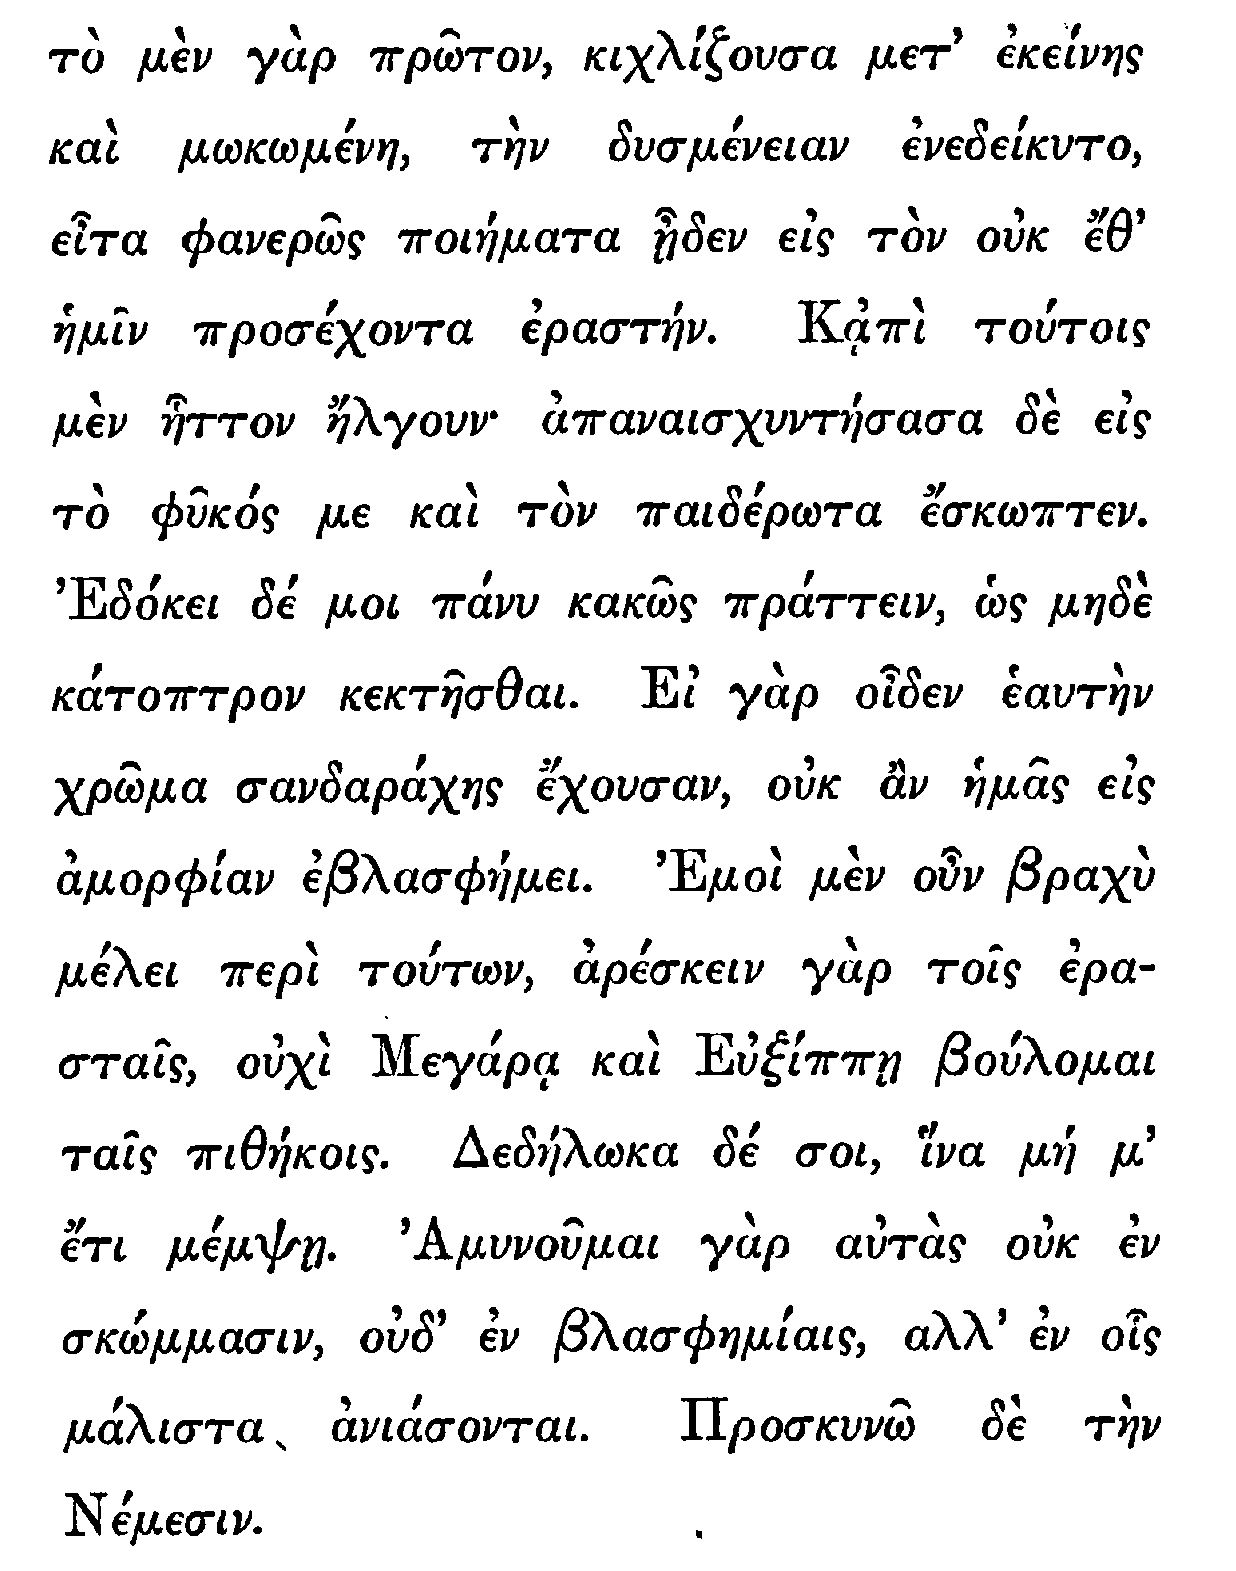 τὸ μὲν γὰρ πρῶτον, κιχλίζουσα μετ’ ἐκείνης
καὶ μωκωμένη, τὴν δυσμένειαν ἐνεδείκυτο,
εἶτα φανερῶς ποιήματα ᾖδεν εἰς τὸν οὐκ ἔθ’
ἡμῖν προσέχοντα ἐραστήν. Κᾀπὶ τούτοις
μὲν ἧττον ἤλγουν· ἀπαναισχυντήσασα δὲ εἰς
τὸ φῦκός με καὶ τὸν παιδέρωτα ἔσκωπτεν.
Ἐδόκει δέ μοι πάνυ κακῶς πράττειν, ὡς μηδὲ
κάτοπτρον κεκτῆσθαι. Εἰ γὰρ οἶδεν ἑαυτὴν
χρῶμα σανδαράχης ἔχουσαν, οὐκ ἂν ἡμᾶς εἰς
ἀμορφίαν ἐβλασφήμει. Ἐμοὶ μὲν οὖν βραχὺ
μέλει περὶ τούτων, ἀρέσκειν γὰρ τοῖς ἐρα-
σταῖς, οὐχὶ Μεγάρᾳ καὶ Εὐξίππῃ βούλομαι
ταῖς πιθήκοις. Δεδήλωκα δέ σοι, ἵνα μή μ’
ἔτι μέμψῃ. Ἀμυνοῦμαι γὰρ αὐτὰς οὐκ ἐν
σκώμμασιν, οὐδ’ ἐν βλασφημίαις, αλλ’ ἐν οἷς
μάλιστα ἀνιάσονται. Προσκυνῶ δὲ τὴν
Νέμεσιν.